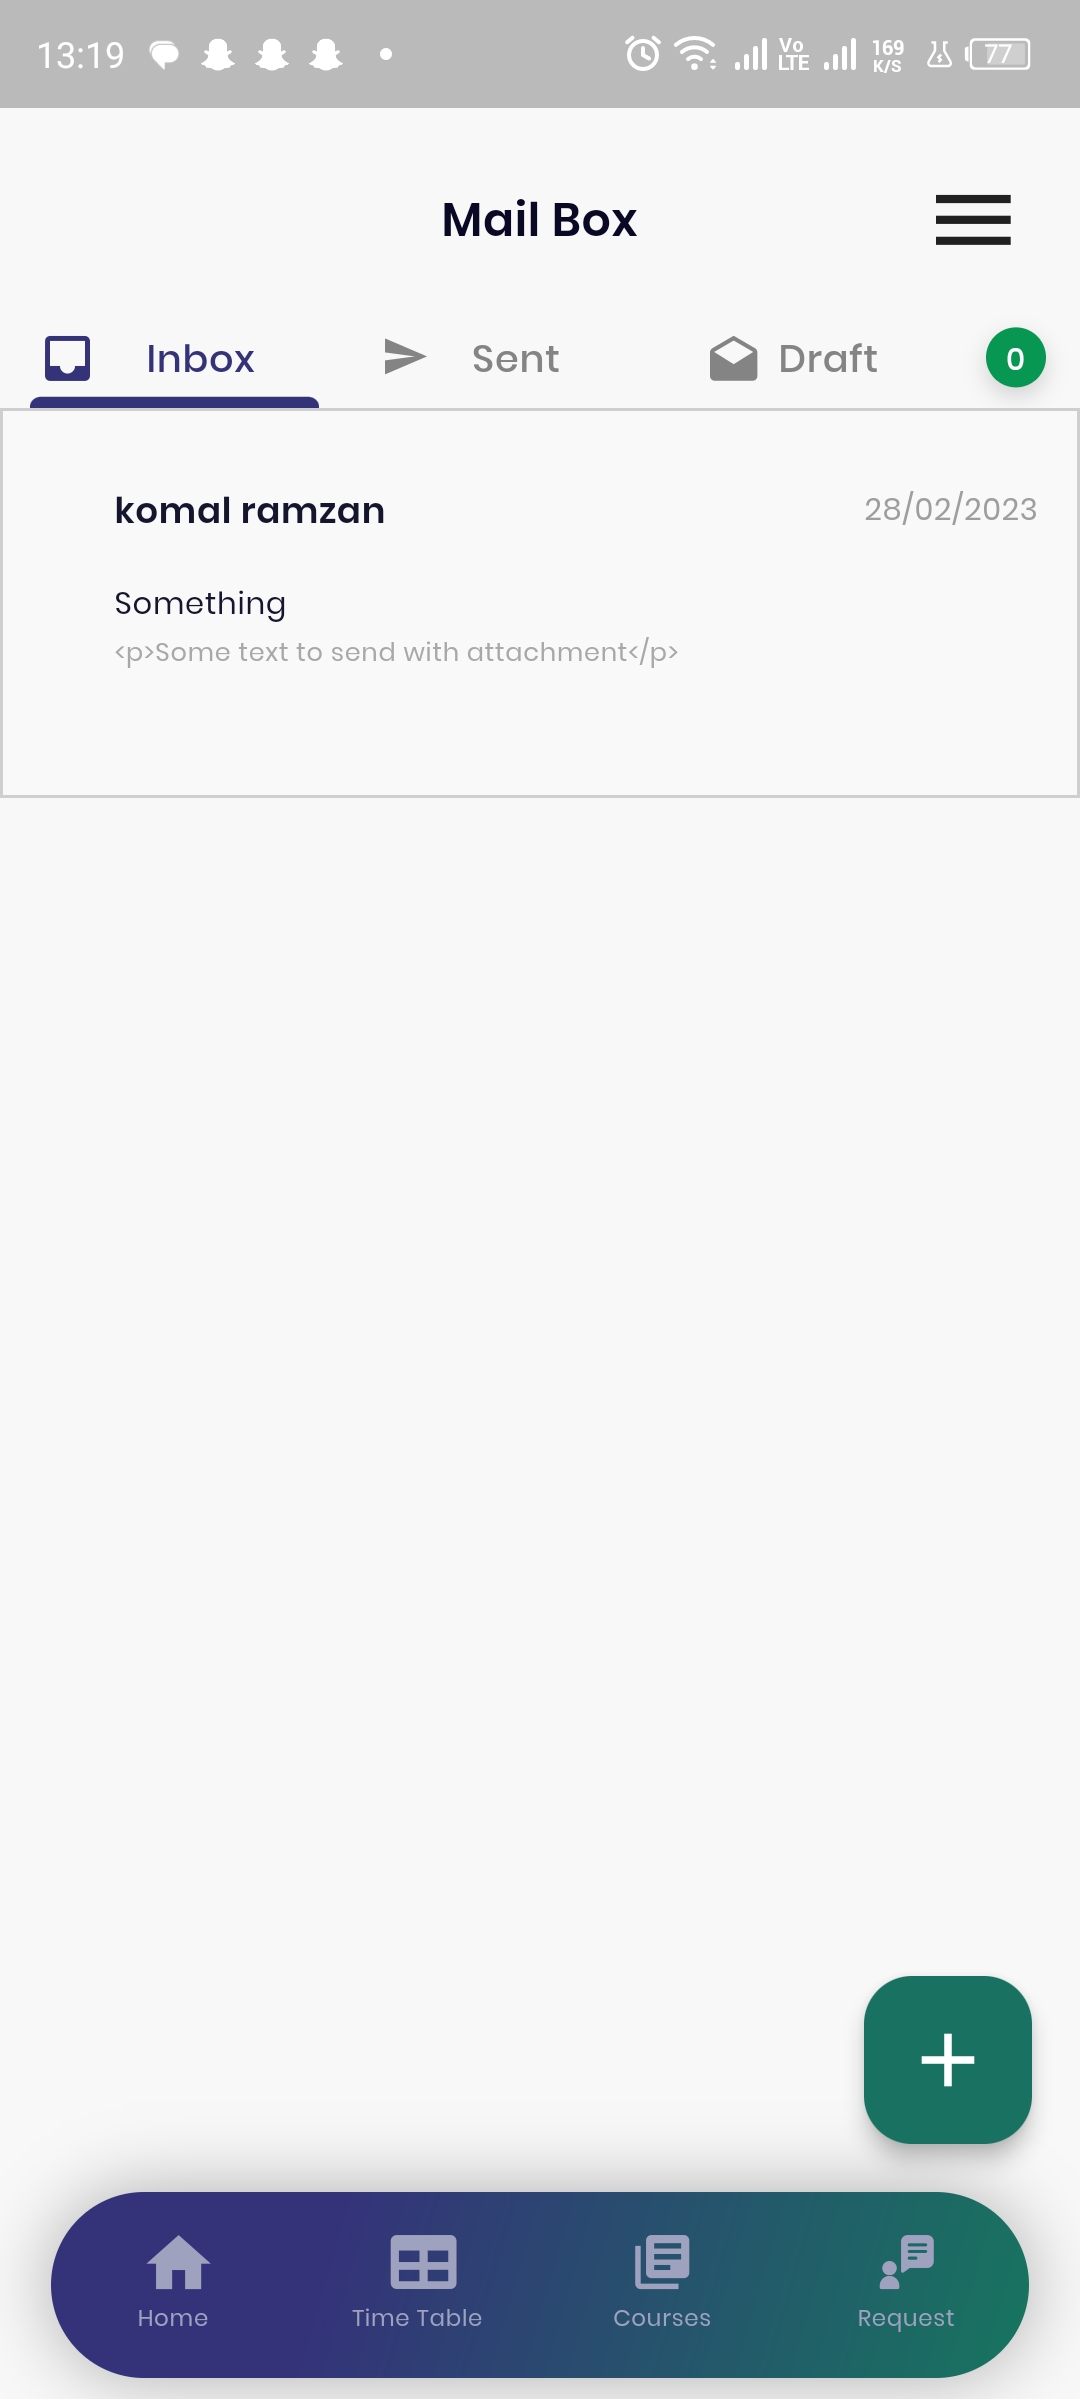 13:19 Vo LTE 169 K/S 77
Mail Box
Inbox Sent Draft 0
komal ramzan 28/02/2023
Something
<p>Some text to send with attachment</p>
Home Time Table Courses Request